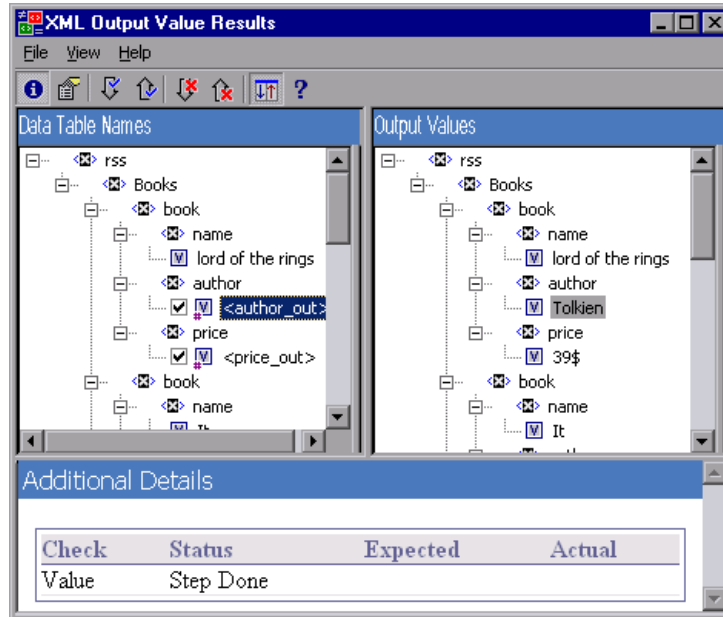 XML Output Value Results
File View Help
Data Table Names
rss
Books
book
name
lord of the rings
author
<author_out>
price
<price_out>
book
name
It
Output Values
rss
Books
book
name
lord of the rings
author
Tolkien
price
39$
book
name
It
Additional Details
Check Status Expected Actual
Value Step Done